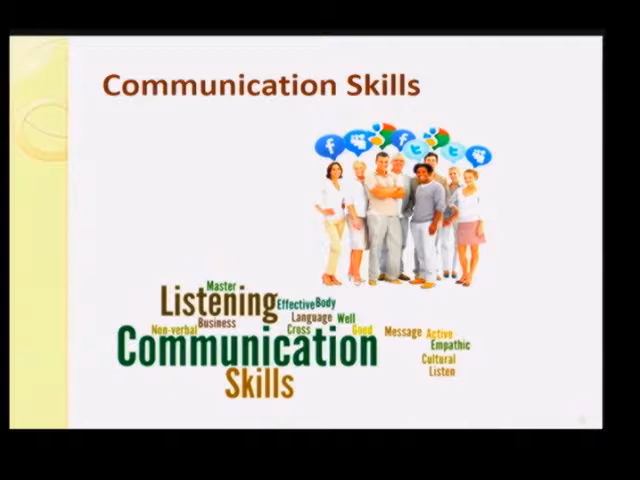 Communication Skills
f f
t t
Master
Listening Effective Body
Business Language Well
Non-verbal Cross Good Message Active
Communication Empathic
Cultural
Skills Listen